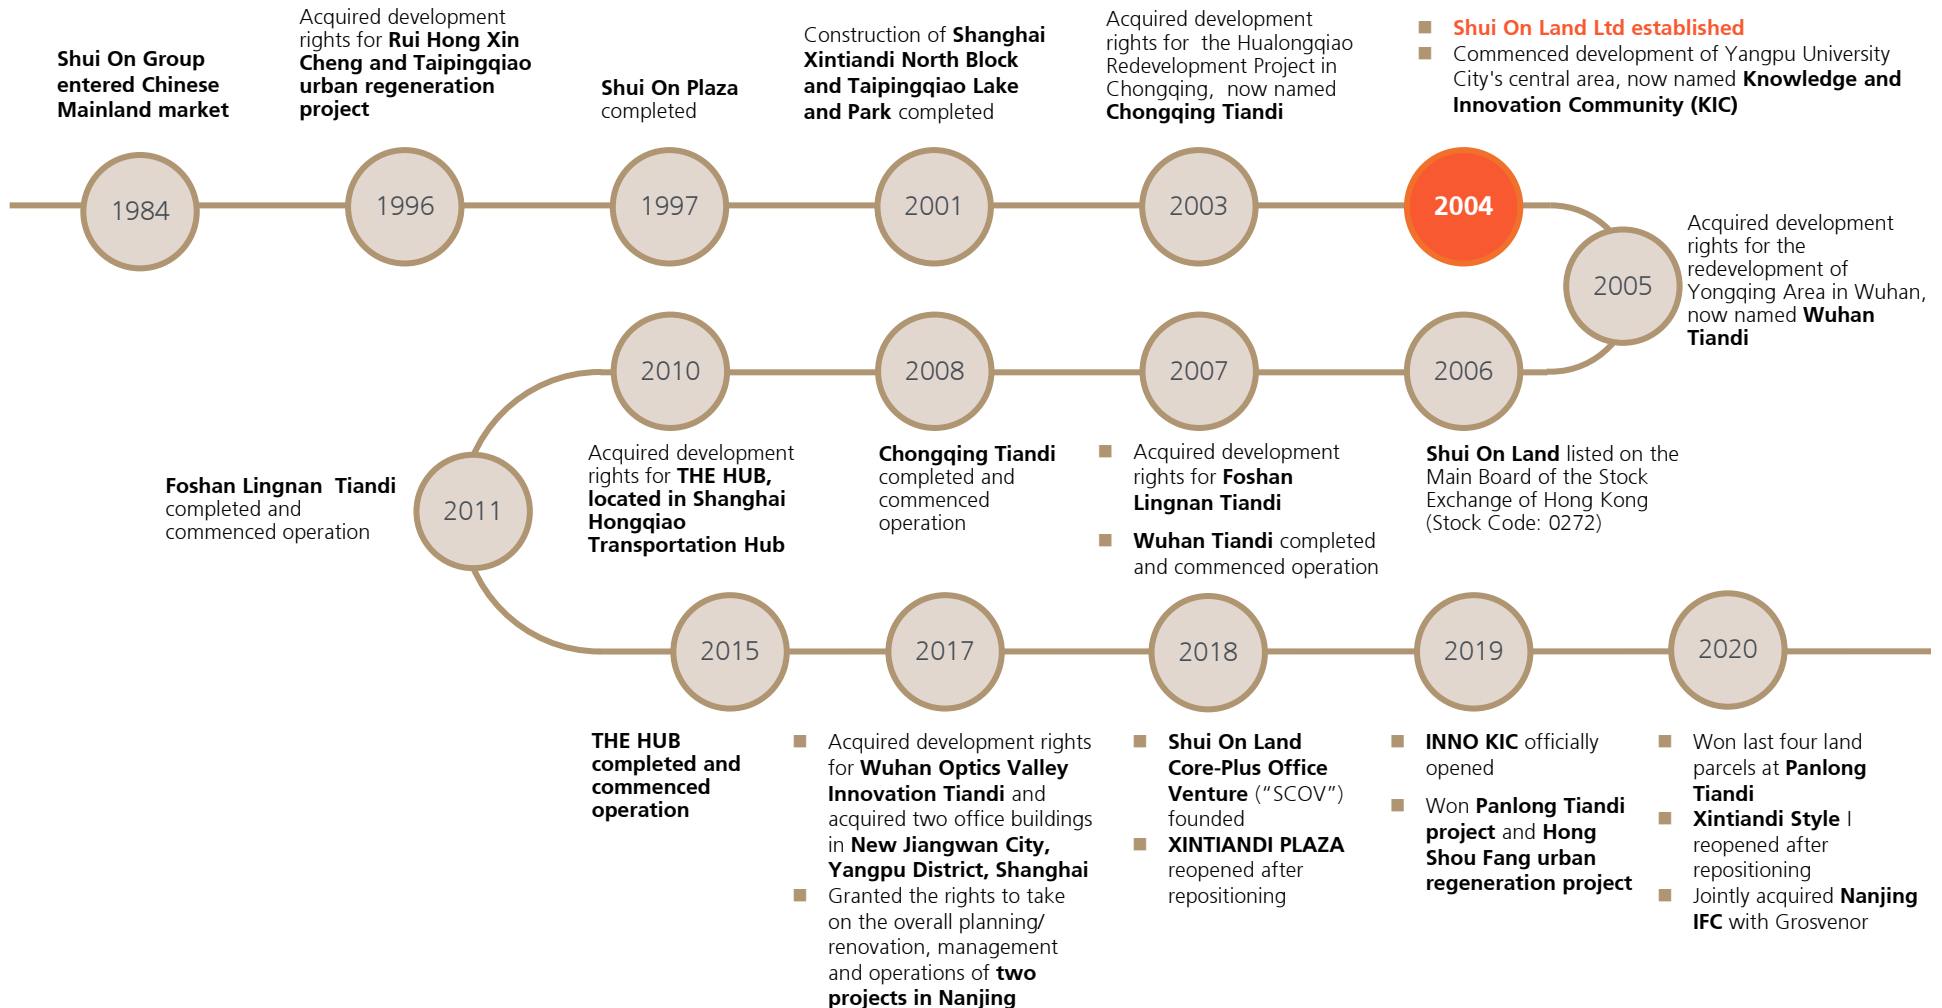 Shui On Group
entered Chinese
Mainland market
1984
Acquired development
rights for Rui Hong Xin
Cheng and Taipingqiao
urban regeneration
project
1996
Shui On Plaza
completed
1997
Construction of Shanghai
Xintiandi North Block
and Taipingqiao Lake
and Park completed
2001
Acquired development
rights for the Hualongqiao
Redevelopment Project in
Chongqing, now named
Chongqing Tiandi
2003
■ Shui On Land Ltd established
■ Commenced development of Yangpu University
City's central area, now named Knowledge and
Innovation Community (KIC)
2004
2005
Acquired development
rights for the
redevelopment of
Yongqing Area in Wuhan,
now named Wuhan
Tiandi
2006
Shui On Land listed on the
Main Board of the Stock
Exchange of Hong Kong
(Stock Code: 0272)
2007
■ Acquired development
rights for Foshan
Lingnan Tiandi
■ Wuhan Tiandi completed
and commenced operation
2008
Chongqing Tiandi
completed and
commenced
operation
2010
Acquired development
rights for THE HUB,
located in Shanghai
Hongqiao
Transportation Hub
2011
Foshan Lingnan Tiandi
completed and
commenced operation
2015
THE HUB
completed and
commenced
operation
2017
■ Acquired development rights
for Wuhan Optics Valley
Innovation Tiandi and
acquired two office buildings
in New Jiangwan City,
Yangpu District, Shanghai
■ Granted the rights to take
on the overall planning/
renovation, management
and operations of two
projects in Nanjing
2018
■ Shui On Land
Core-Plus Office
Venture (“SCOV”)
founded
■ XINTIANDI PLAZA
reopened after
repositioning
2019
■ INNO KIC officially
opened
■ Won Panlong Tiandi
project and Hong
Shou Fang urban
regeneration project
2020
■ Won last four land
parcels at Panlong
Tiandi
■ Xintiandi Style I
reopened after
repositioning
■ Jointly acquired Nanjing
IFC with Grosvenor